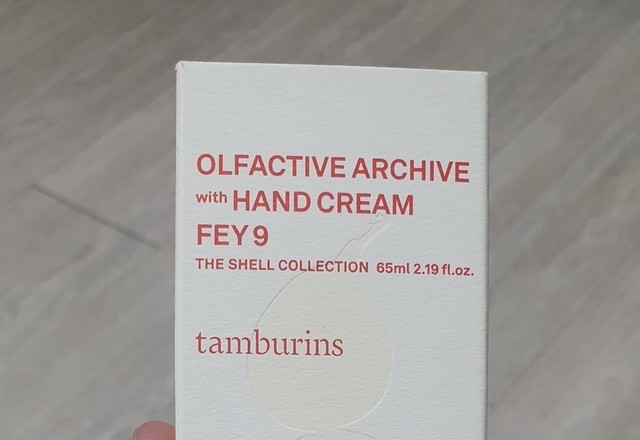 OLFACTIVE ARCHIVE
with HAND CREAM
FEY 9
THE SHELL COLLECTION 65ml 2.19 fl.oz.
tamburins